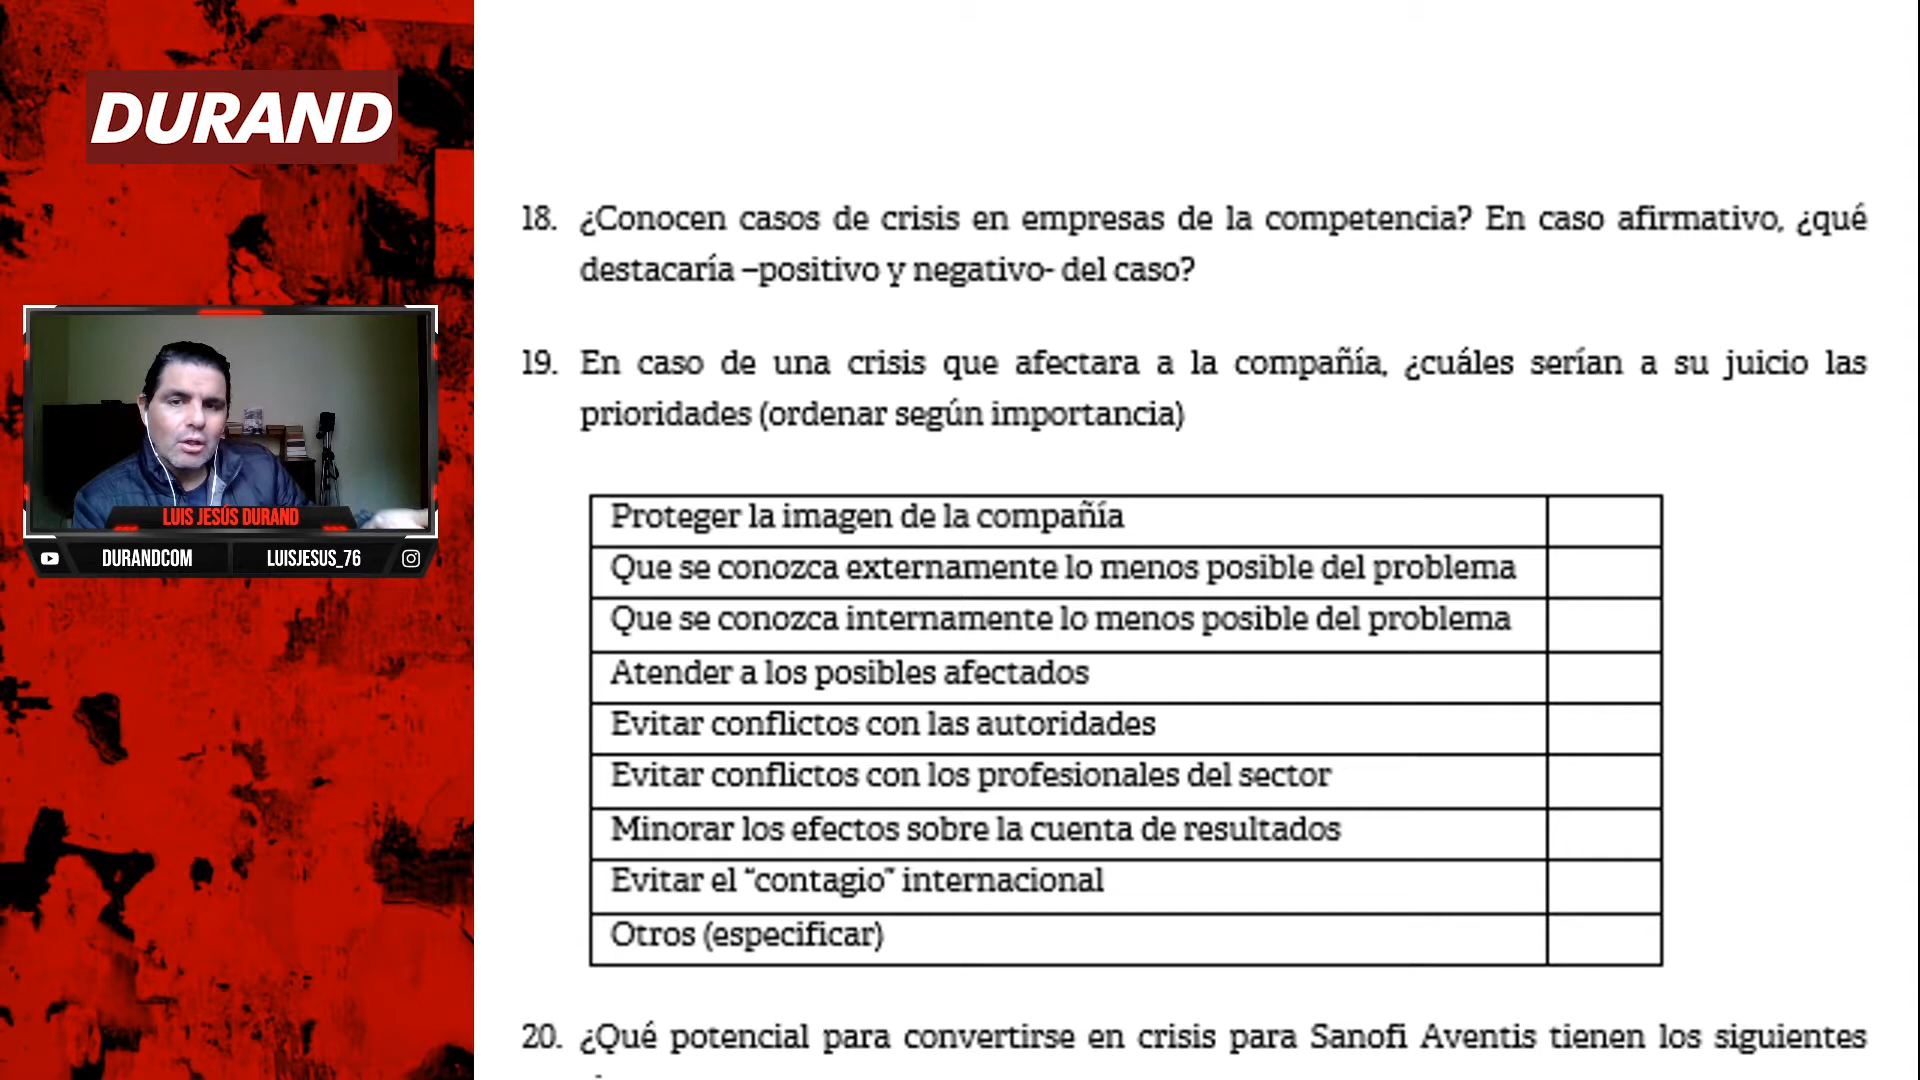 DURAND
LUIS JESÚS DURAND
DURANDCOM
LUISJESUS_76
18. ¿Conocen casos de crisis en empresas de la competencia? En caso afirmativo, ¿qué
destacaría –positivo y negativo- del caso?
19. En caso de una crisis que afectara a la compañía, ¿cuáles serían a su juicio las
prioridades (ordenar según importancia)
Proteger la imagen de la compañía
Que se conozca externamente lo menos posible del problema
Que se conozca internamente lo menos posible del problema
Atender a los posibles afectados
Evitar conflictos con las autoridades
Evitar conflictos con los profesionales del sector
Minorar los efectos sobre la cuenta de resultados
Evitar el “contagio” internacional
Otros (especificar)
20. ¿Qué potencial para convertirse en crisis para Sanofi Aventis tienen los siguientes